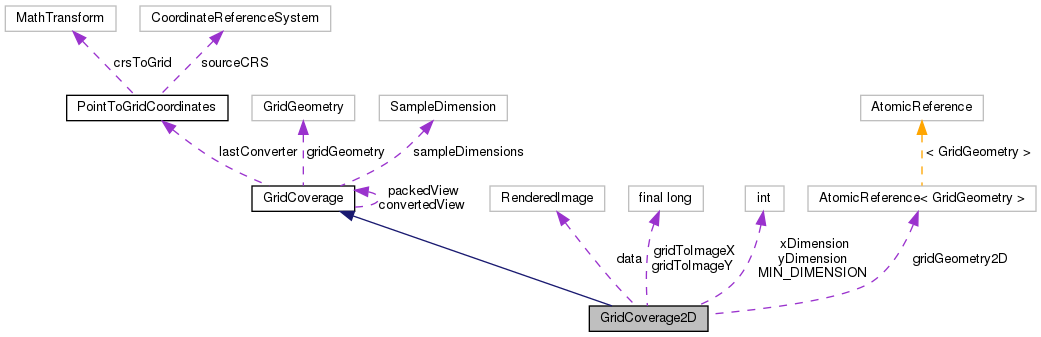 MathTransform
CoordinateReferenceSystem
crsToGrid
sourceCRS
PointToGridCoordinates
GridGeometry
SampleDimension
AtomicReference
lastConverter
gridGeometry
sampleDimensions
< GridGeometry >
GridCoverage
packedView
convertedView
RenderedImage
final long
int
AtomicReference< GridGeometry >
data
gridToImageX
gridToImageY
xDimension
yDimension
MIN_DIMENSION
gridGeometry2D
GridCoverage2D